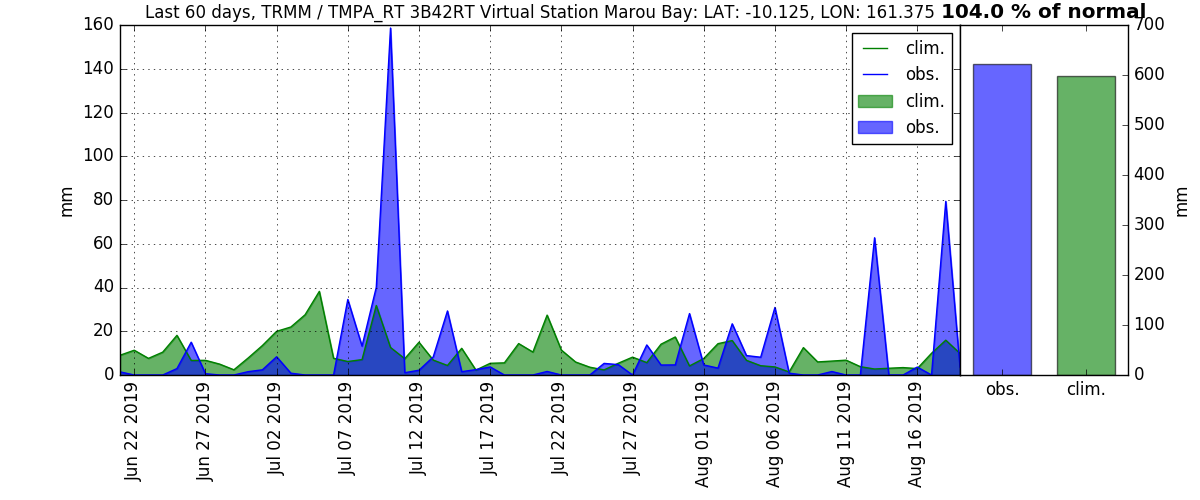 Last 60 days, TRMM / TMPA_RT 3B42RT Virtual Station Marou Bay: LAT: -10.125, LON: 161.375 104.0 % of normal
160
140
120
100
80
60
40
20
0
mm
clim.
obs.
clim.
obs.
Jun 22 2019
Jun 27 2019
Jul 02 2019
Jul 07 2019
Jul 12 2019
Jul 17 2019
Jul 22 2019
Jul 27 2019
Aug 01 2019
Aug 06 2019
Aug 11 2019
Aug 16 2019
700
600
500
400
300
200
100
0
mm
obs. clim.